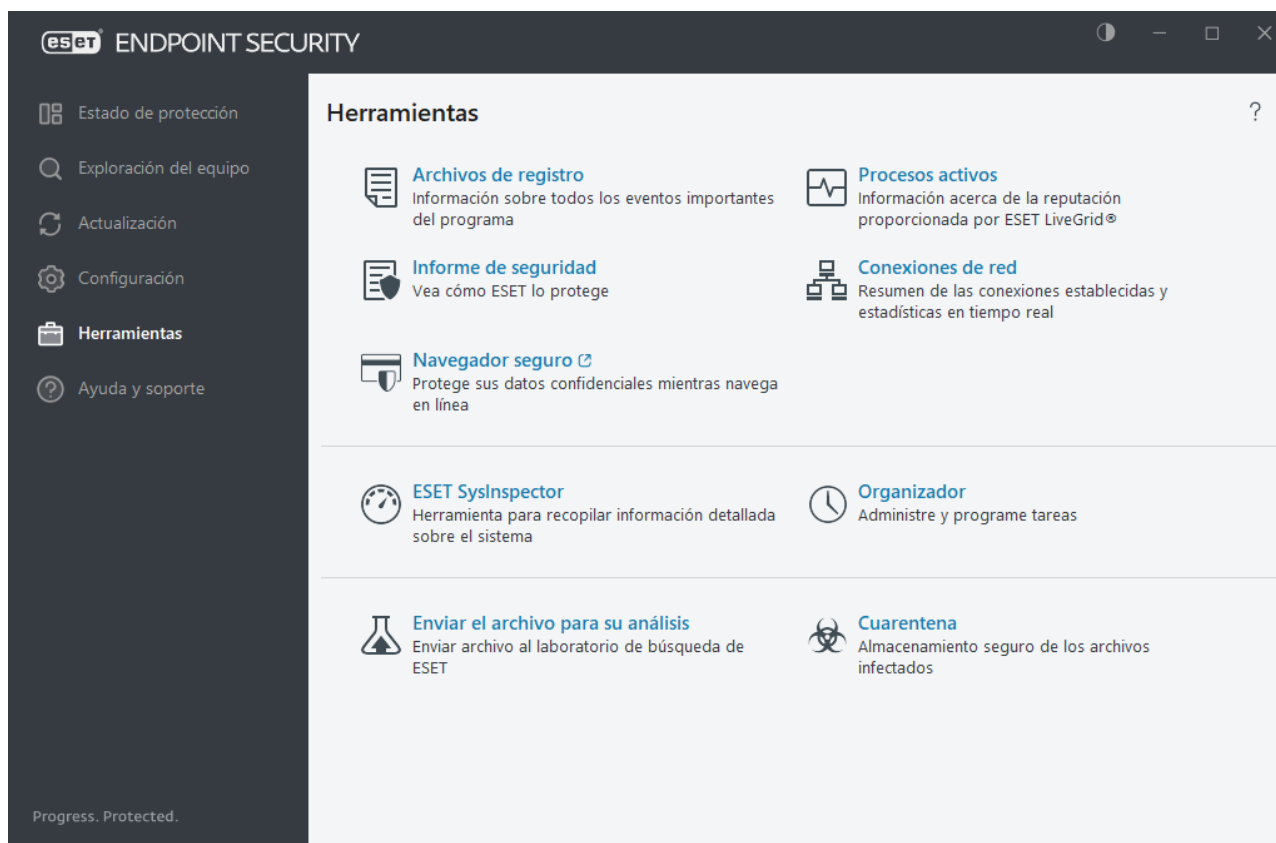 eset ENDPOINT SECURITY
Estado de protección
Exploración del equipo
Actualización
Configuración
Herramientas
Ayuda y soporte
Progress. Protected.
Herramientas
?
Archivos de registro
Información sobre todos los eventos importantes
del programa
Procesos activos
Información acerca de la reputación
proporcionada por ESET LiveGrid®
Informe de seguridad
Vea cómo ESET lo protege
Conexiones de red
Resumen de las conexiones establecidas y
estadísticas en tiempo real
Navegador seguro
Protege sus datos confidenciales mientras navega
en línea
ESET SysInspector
Herramienta para recopilar información detallada
sobre el sistema
Organizador
Administre y programe tareas
Enviar el archivo para su análisis
Enviar archivo al laboratorio de búsqueda de
ESET
Cuarentena
Almacenamiento seguro de los archivos
infectados